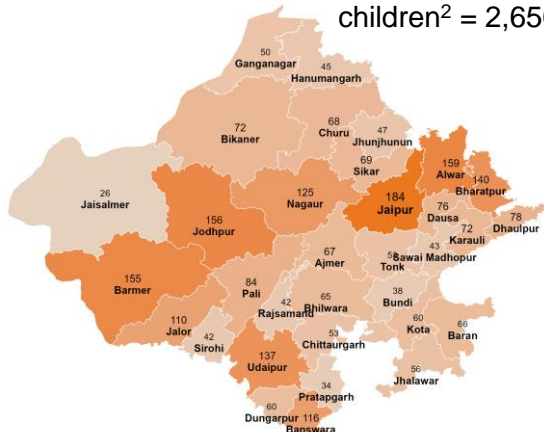 children² = 2,656
50
Ganganagar
45
Hanumangarh
72
Bikaner
68
Churu
47
Jhunjhunun
69
Sikar
159
Alwar
140
Bharatpur
26
Jaisalmer
156
Jodhpur
125
Nagaur
184
Jaipur
76
Dausa
78
Dhaulpur
72
Karauli
43
Sawai Madhopur
67
Ajmer
Tonk
155
Barmer
84
Pali
42
Rajsamand
65
Bhilwara
38
Bundi
110
Jalor
42
Sirohi
53
Chittaurgarh
60
Kota
66
Baran
137
Udaipur
56
Jhalawar
34
Pratapgarh
60
Dungarpur
116
Banswara